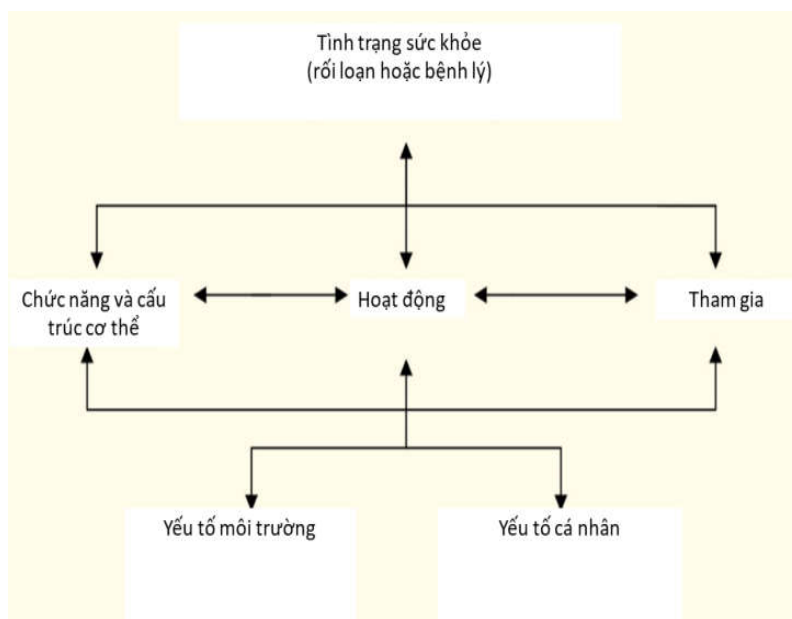 Tình trạng sức khỏe
(rối loạn hoặc bệnh lý)
Chức năng và cấu
trúc cơ thể
Hoạt động
Tham gia
Yếu tố môi trường
Yếu tố cá nhân